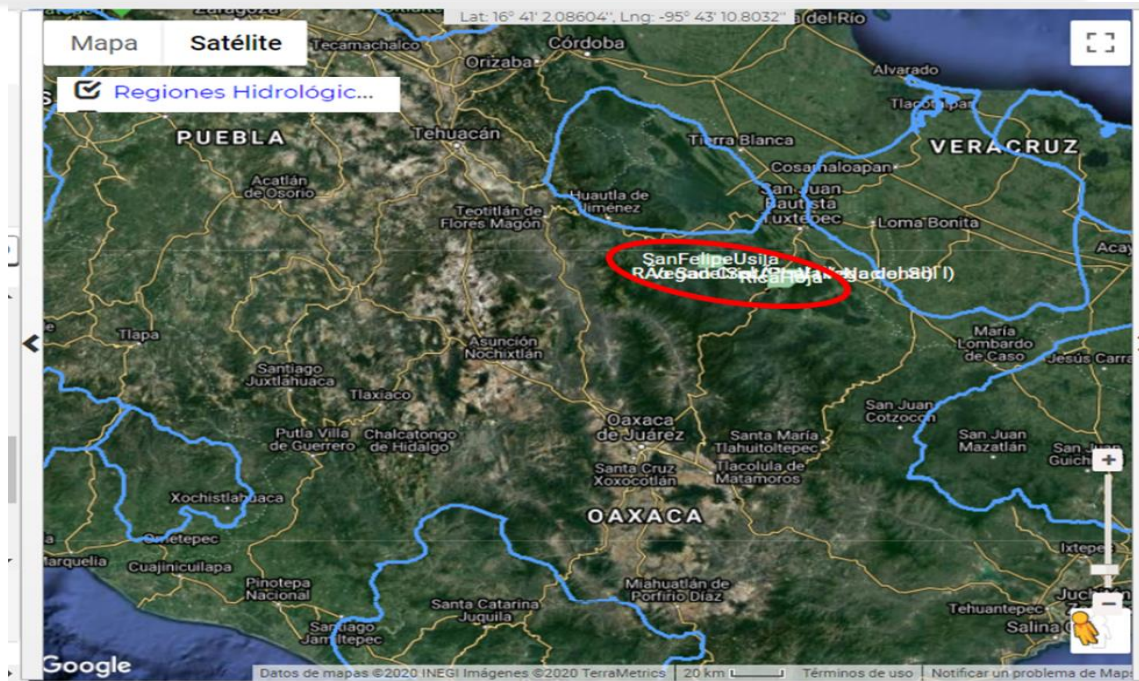 Lat: 16° 41' 2.08604", Lng: -95° 43' 10.8032"
a del Río
Mapa
Satélite
Tecamachalco
Córdoba
Orizaba
Regiones Hidrológic...
Alvarado
Tlacotalpan
PUEBLA
Tehuacán
Tierra Blanca
VERACRUZ
Cosamaloapan
Acatlán
de Osorio
Huautla de
Jiménez
San Juan
Bautista
Tuxtepec
Teotitlán de
Flores Magón
Loma Bonita
Acay
SanFelipeUsila
RicaHoja
Tlapa
Asunción
Nochixtlán
María
Lombardo
de Caso
Jesús Carra
Santiago
Juxtlahuaca
Tlaxiaco
San Juan
Cotzocon
Oaxaca
de Juárez
Putla Villa
de Guerrero
Chalcatongo
de Hidalgo
Santa María
Tlahuitoltepec
San Juan
Mazatlán
San Juan
Guich
Santa Cruz
Xoxocotlán
Tlacolula de
Matamoros
Xochistlahuaca
OAXACA
Ometepec
Ixtepe
Marquelia
Cuajinicuilapa
Miahuatlán de
Porfirio Díaz
Pinotepa
Nacional
Santa Catarina
Juquila
Tehuantepec
Juch
Santiago
Jamiltepec
Salina
Google
Datos de mapas ©2020 INEGI Imágenes ©2020 TerraMetrics
20 km
Términos de uso
Notificar un problema de Maps